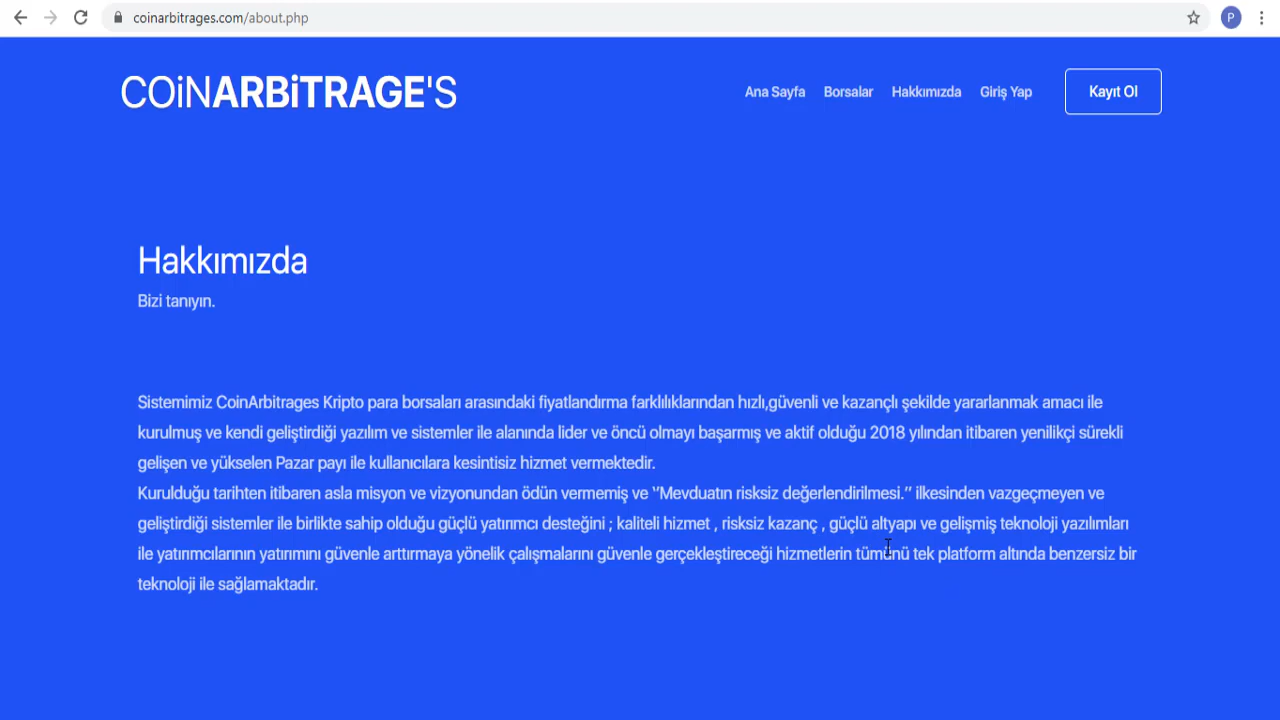 coinarbitrages.com/about.php
P
COiNARBiTRAGE'S
Ana Sayfa Borsalar Hakkımızda Giriş Yap Kayıt Ol
Hakkımızda
Bizi tanıyın.
Sistemimiz CoinArbitrages Kripto para borsaları arasındaki fiyatlandırma farklılıklarından hızlı,güvenli ve kazançlı şekilde yararlanmak amacı ile
kurulmuş ve kendi geliştirdiği yazılım ve sistemler ile alanında lider ve öncü olmayı başarmış ve aktif olduğu 2018 yılından itibaren yenilikçi sürekli
gelişen ve yükselen Pazar payı ile kullanıcılara kesintisiz hizmet vermektedir.
Kurulduğu tarihten itibaren asla misyon ve vizyonundan ödün vermemiş ve ‘’Mevduatın risksiz değerlendirilmesi.’’ ilkesinden vazgeçmeyen ve
geliştirdiği sistemler ile birlikte sahip olduğu güçlü yatırımcı desteğini ; kaliteli hizmet , risksiz kazanç , güçlü altyapı ve gelişmiş teknoloji yazılımları
ile yatırımcılarının yatırımını güvenle arttırmaya yönelik çalışmalarını güvenle gerçekleştireceği hizmetlerin tümünü tek platform altında benzersiz bir
teknoloji ile sağlamaktadır.